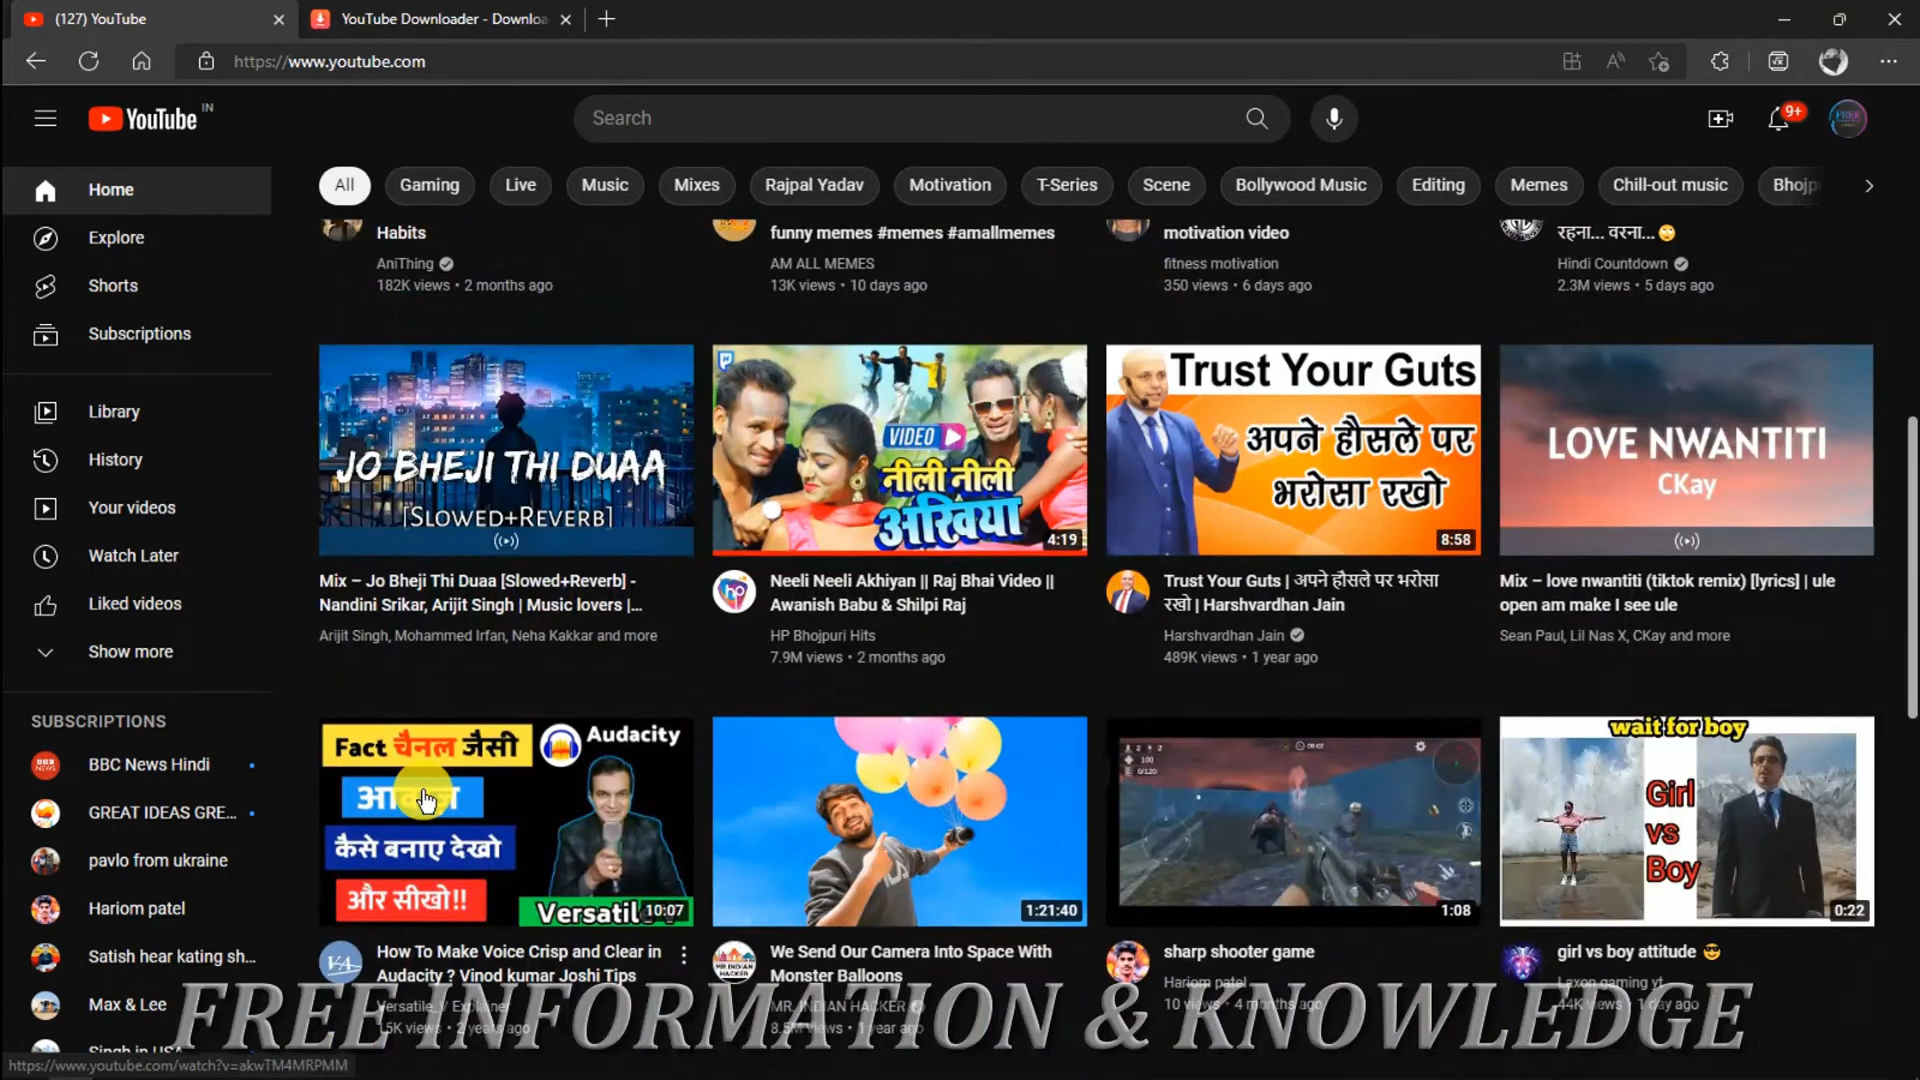 (127) YouTube
YouTube Downloader - Downloa
https://www.youtube.com
YouTube IN
Search
9+
FREE
Home
Explore
Shorts
Subscriptions
Library
History
Your videos
Watch Later
Liked videos
Show more
SUBSCRIPTIONS
BBC News Hindi
GREAT IDEAS GRE...
pavlo from ukraine
Hariom patel
Satish hear kating sh...
Max & Lee
Singh in USA
All
Gaming
Live
Music
Mixes
Rajpal Yadav
Motivation
T-Series
Scene
Bollywood Music
Editing
Memes
Chill-out music
Bhojp
Habits
AniThing
182K views • 2 months ago
funny memes #memes #amallmemes
AM ALL MEMES
13K views • 10 days ago
motivation video
fitness motivation
350 views • 6 days ago
रहना... वरना...🙄
Hindi Countdown
2.3M views • 5 days ago
JO BHEJI THI DUAA
[SLOWED+REVERB]
Mix – Jo Bheji Thi Duaa [Slowed+Reverb] -
Nandini Srikar, Arijit Singh | Music lovers |...
Arijit Singh, Mohammed Irfan, Neha Kakkar and more
VIDEO
नीली नीली
अखिया
4:19
Neeli Neeli Akhiyan || Raj Bhai Video ||
Awanish Babu & Shilpi Raj
HP Bhojpuri Hits
7.9M views • 2 months ago
Trust Your Guts
अपने हौसले पर
भरोसा रखो
8:58
Trust Your Guts | अपने हौसले पर भरोसा
रखो | Harshvardhan Jain
Harshvardhan Jain
489K views • 1 year ago
LOVE NWANTITI
CKay
Mix – love nwantiti (tiktok remix) [lyrics] | ule
open am make I see ule
Sean Paul, Lil Nas X, CKay and more
Fact चैनल जैसी
Audacity
कैसे बनाए देखो
और सीखो!!
Versatile
10:07
How To Make Voice Crisp and Clear in
Audacity ? Vinod kumar Joshi Tips
Versatile V Explainer
15K views • 2 years ago
1:21:40
We Send Our Camera Into Space With
Monster Balloons
MR. INDIAN HACKER
8.5M views • 1 year ago
1:08
sharp shooter game
Hariom patel
10 views • 4 months ago
wait for boy
Girl
vs
Boy
0:22
girl vs boy attitude 😎
Laxon gaming yt
44K views • 1 day ago
FREE INFORMATION & KNOWLEDGE
https://www.youtube.com/watch?v=akwTM4MRPMM